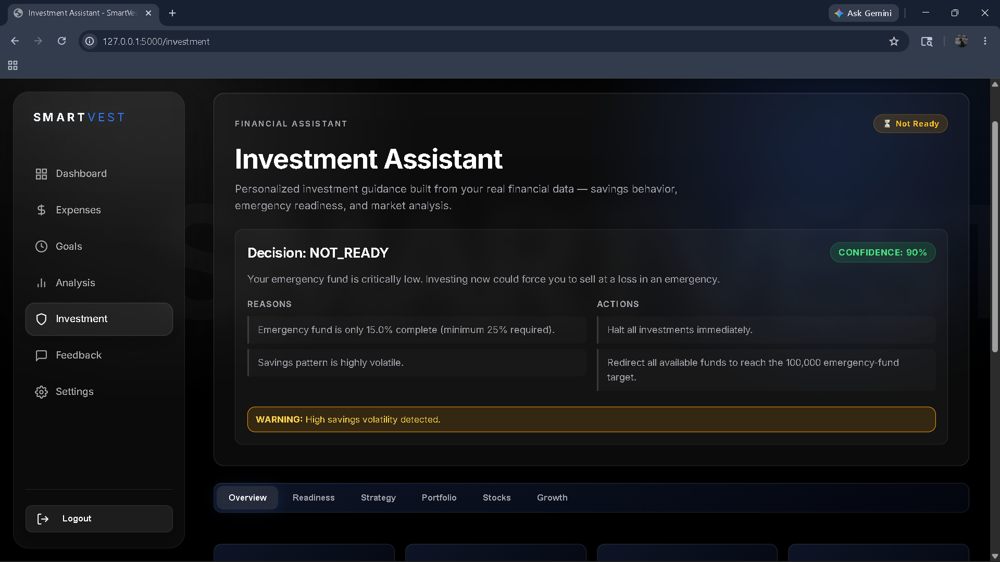 Investment Assistant - SmartVe
Ask Gemini
127.0.0.1:5000/investment
SMARTVEST
Dashboard
Expenses
Goals
Analysis
Investment
Feedback
Settings
Logout
FINANCIAL ASSISTANT
⏳ Not Ready
Investment Assistant
Personalized investment guidance built from your real financial data — savings behavior,
emergency readiness, and market analysis.
Decision: NOT_READY
CONFIDENCE: 90%
Your emergency fund is critically low. Investing now could force you to sell at a loss in an emergency.
REASONS
Emergency fund is only 15.0% complete (minimum 25% required).
Savings pattern is highly volatile.
ACTIONS
Halt all investments immediately.
Redirect all available funds to reach the 100,000 emergency-fund
target.
WARNING: High savings volatility detected.
Overview
Readiness
Strategy
Portfolio
Stocks
Growth